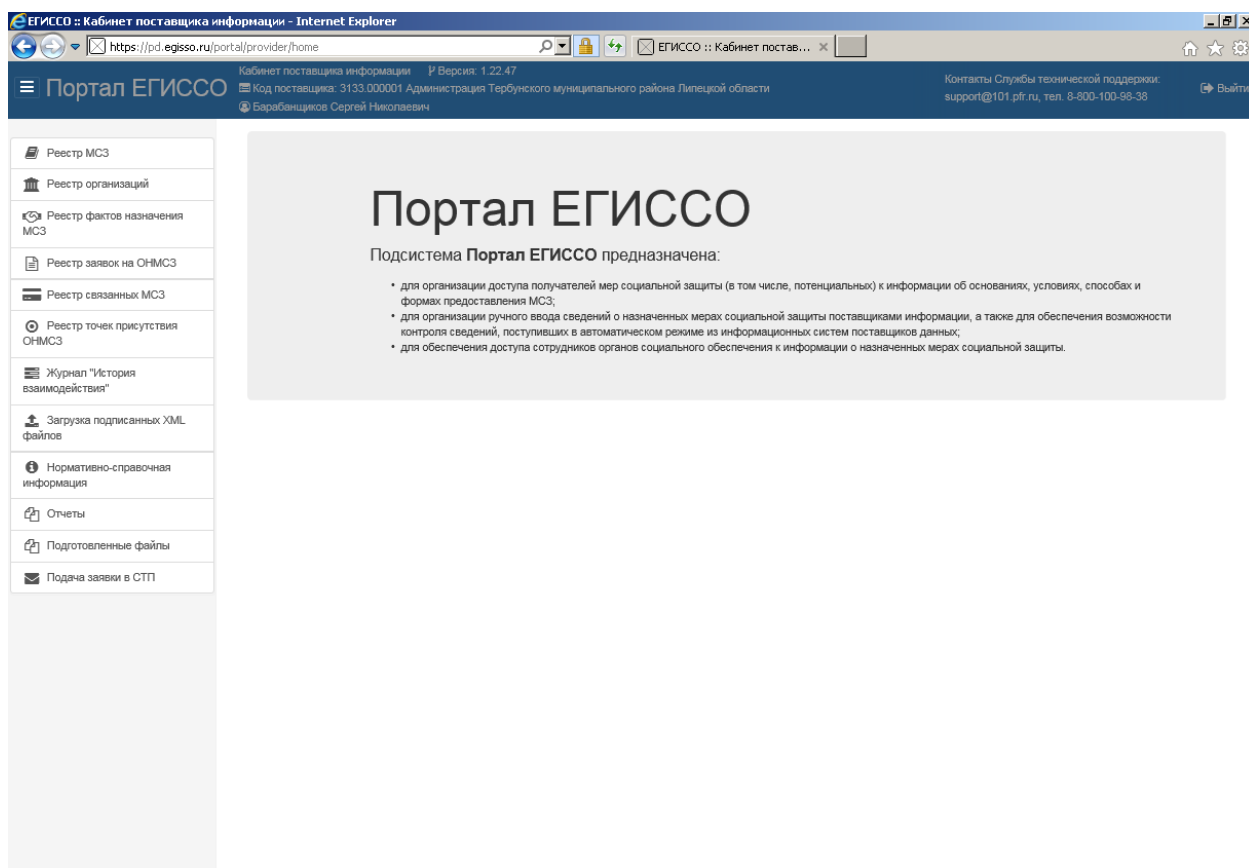 ЕГИССО :: Кабинет поставщика информации - Internet Explorer
https://pd.egisso.ru/portal/provider/home
ЕГИССО :: Кабинет постав...
Портал ЕГИССО
Кабинет поставщика информации Версия: 1.22.47
Код поставщика: 3133.000001 Администрация Тербунского муниципального района Липецкой области
Барабанщиков Сергей Николаевич
Контакты Службы технической поддержки:
support@101.pfr.ru, тел. 8-800-100-98-38
Выйти
Реестр МСЗ
Реестр организаций
Реестр фактов назначения
МСЗ
Реестр заявок на ОНМСЗ
Реестр связанных МСЗ
Реестр точек присутствия
ОНМСЗ
Журнал "История
взаимодействия"
Загрузка подписанных XML
файлов
Нормативно-справочная
информация
Отчеты
Подготовленные файлы
Подача заявки в СТП
Портал ЕГИССО
Подсистема Портал ЕГИССО предназначена:
• для организации доступа получателей мер социальной защиты (в том числе, потенциальных) к информации об основаниях, условиях, способах и
формах предоставления МСЗ;
• для организации ручного ввода сведений о назначенных мерах социальной защиты поставщиками информации, а также для обеспечения возможности
контроля сведений, поступивших в автоматическом режиме из информационных систем поставщиков данных;
• для обеспечения доступа сотрудников органов социального обеспечения к информации о назначенных мерах социальной защиты.